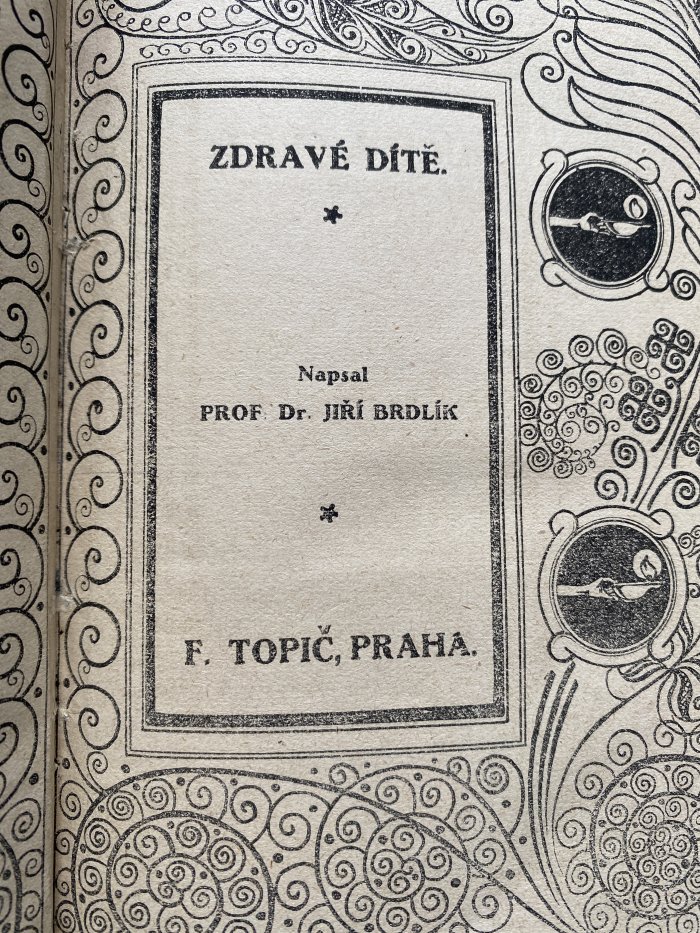 ZDRAVÉ DÍTĚ.
Napsal
PROF. Dr. JIŘÍ BRDLÍK
F. TOPIČ, PRAHA.